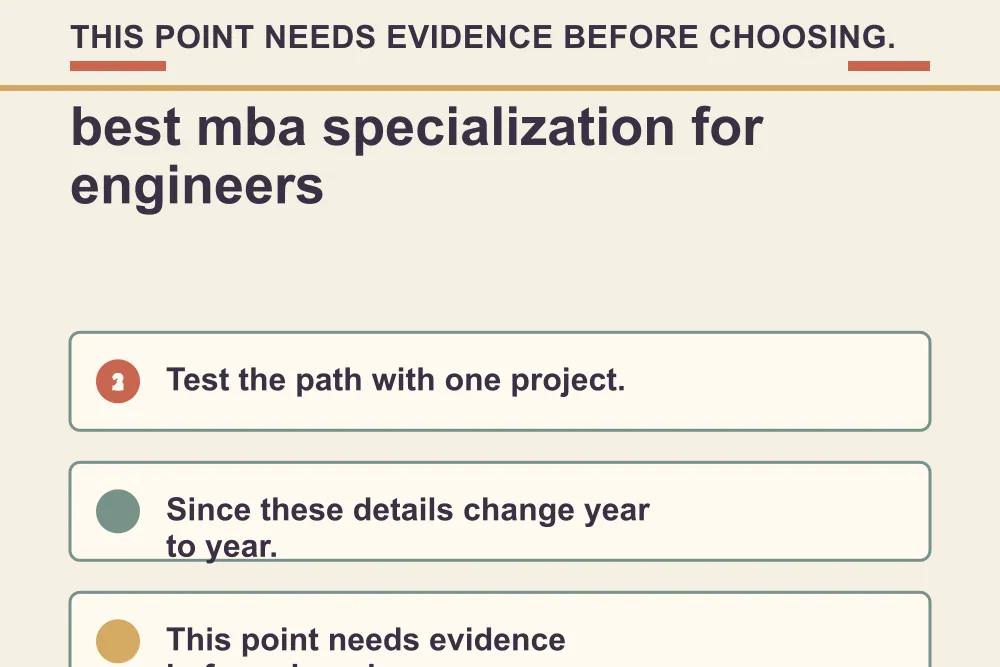 THIS POINT NEEDS EVIDENCE BEFORE CHOOSING.
best mba specialization for
engineers
Test the path with one project.
Since these details change year
to year.
This point needs evidence